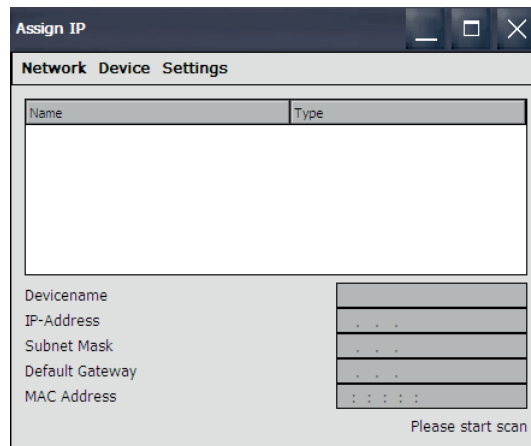 Assign IP
Network Device Settings
Name Type
Devicename
IP-Address . . .
Subnet Mask . . .
Default Gateway . . .
MAC Address : : : : :
Please start scan